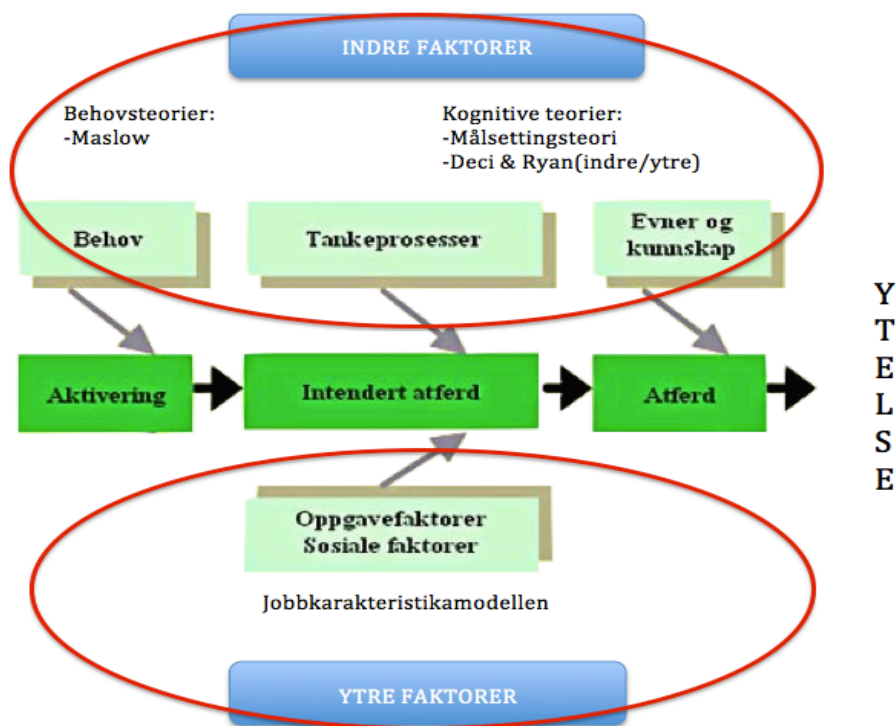 INDRE FAKTORER
Behovsteorier:
-Maslow
Kognitive teorier:
-Målsettingsteori
-Deci & Ryan(indre/ytre)
Behov
Tankeprosesser
Evner og
kunnskap
Aktivering
Intendert atferd
Atferd
YTELSE
Oppgavefaktorer
Sosiale faktorer
Jobbkarakteristikamodellen
YTRE FAKTORER